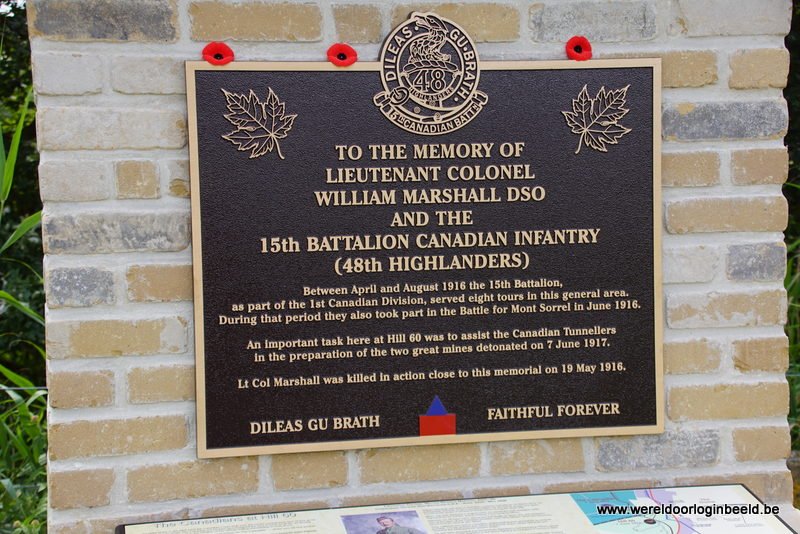 DILEAS GU BRATH
48
HIGHLANDERS
15th CANADIAN BATTN
TO THE MEMORY OF
LIEUTENANT COLONEL
WILLIAM MARSHALL DSO
AND THE
15th BATTALION CANADIAN INFANTRY
(48th HIGHLANDERS)
Between April and August 1916 the 15th Battalion,
as part of the 1st Canadian Division, served eight tours in this general area.
During that period they also took part in the Battle for Mont Sorrel in June 1916.
An important task here at Hill 60 was to assist the Canadian Tunnellers
in the preparation of the two great mines detonated on 7 June 1917.
Lt Col Marshall was killed in action close to this memorial on 19 May 1916.
DILEAS GU BRATH
FAITHFUL FOREVER
The Canadians at Hill 60
www.wereldoorloginbeeld.be